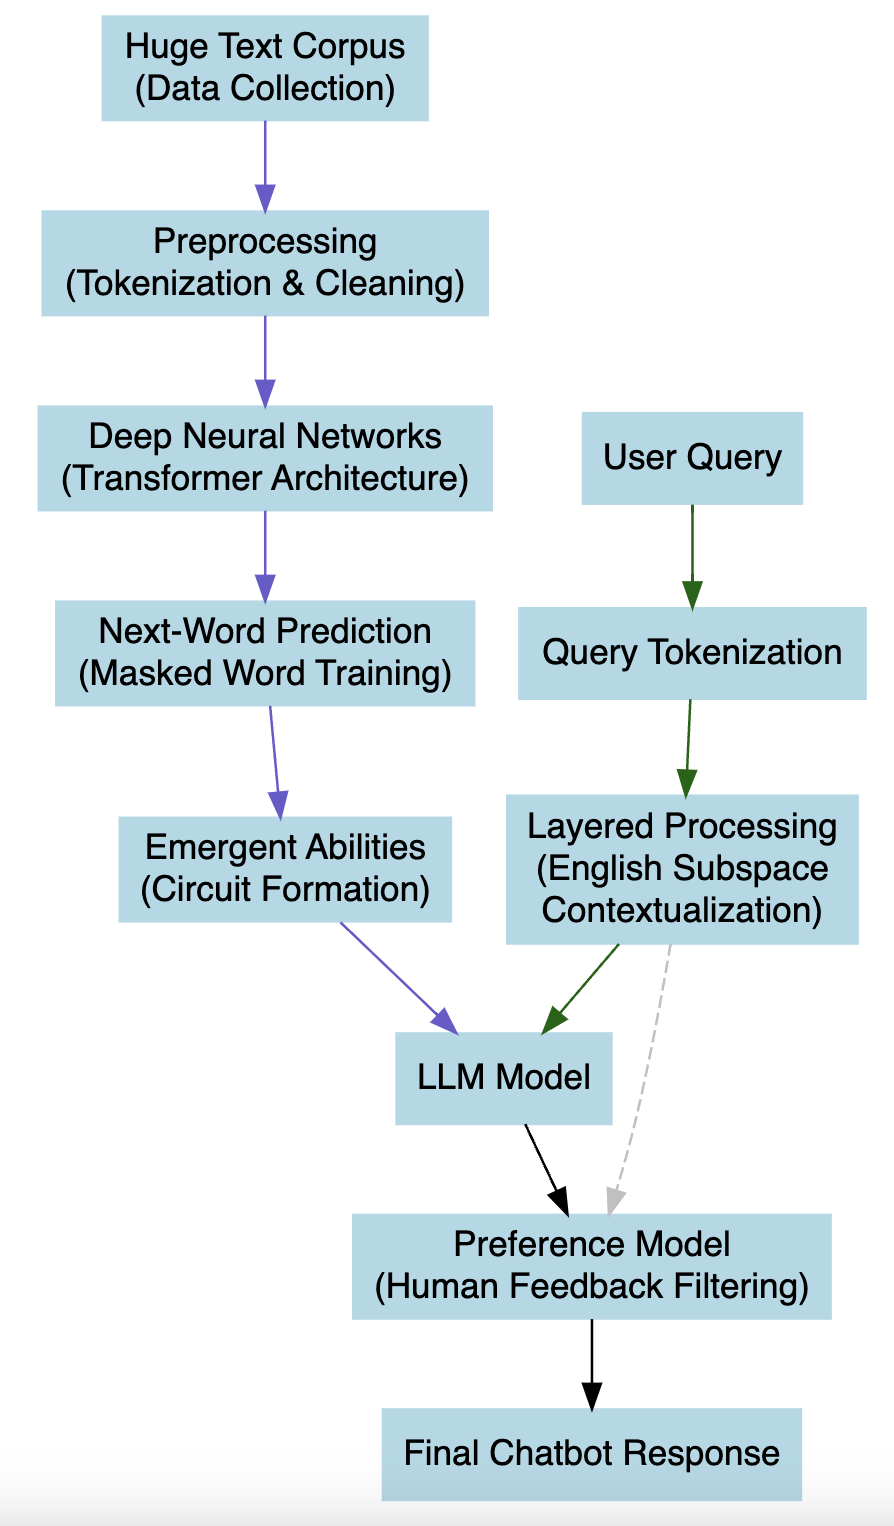 Huge Text Corpus
(Data Collection)
Preprocessing
(Tokenization & Cleaning)
Deep Neural Networks
(Transformer Architecture)
User Query
Next-Word Prediction
(Masked Word Training)
Query Tokenization
Emergent Abilities
(Circuit Formation)
Layered Processing
(English Subspace
Contextualization)
LLM Model
Preference Model
(Human Feedback Filtering)
Final Chatbot Response